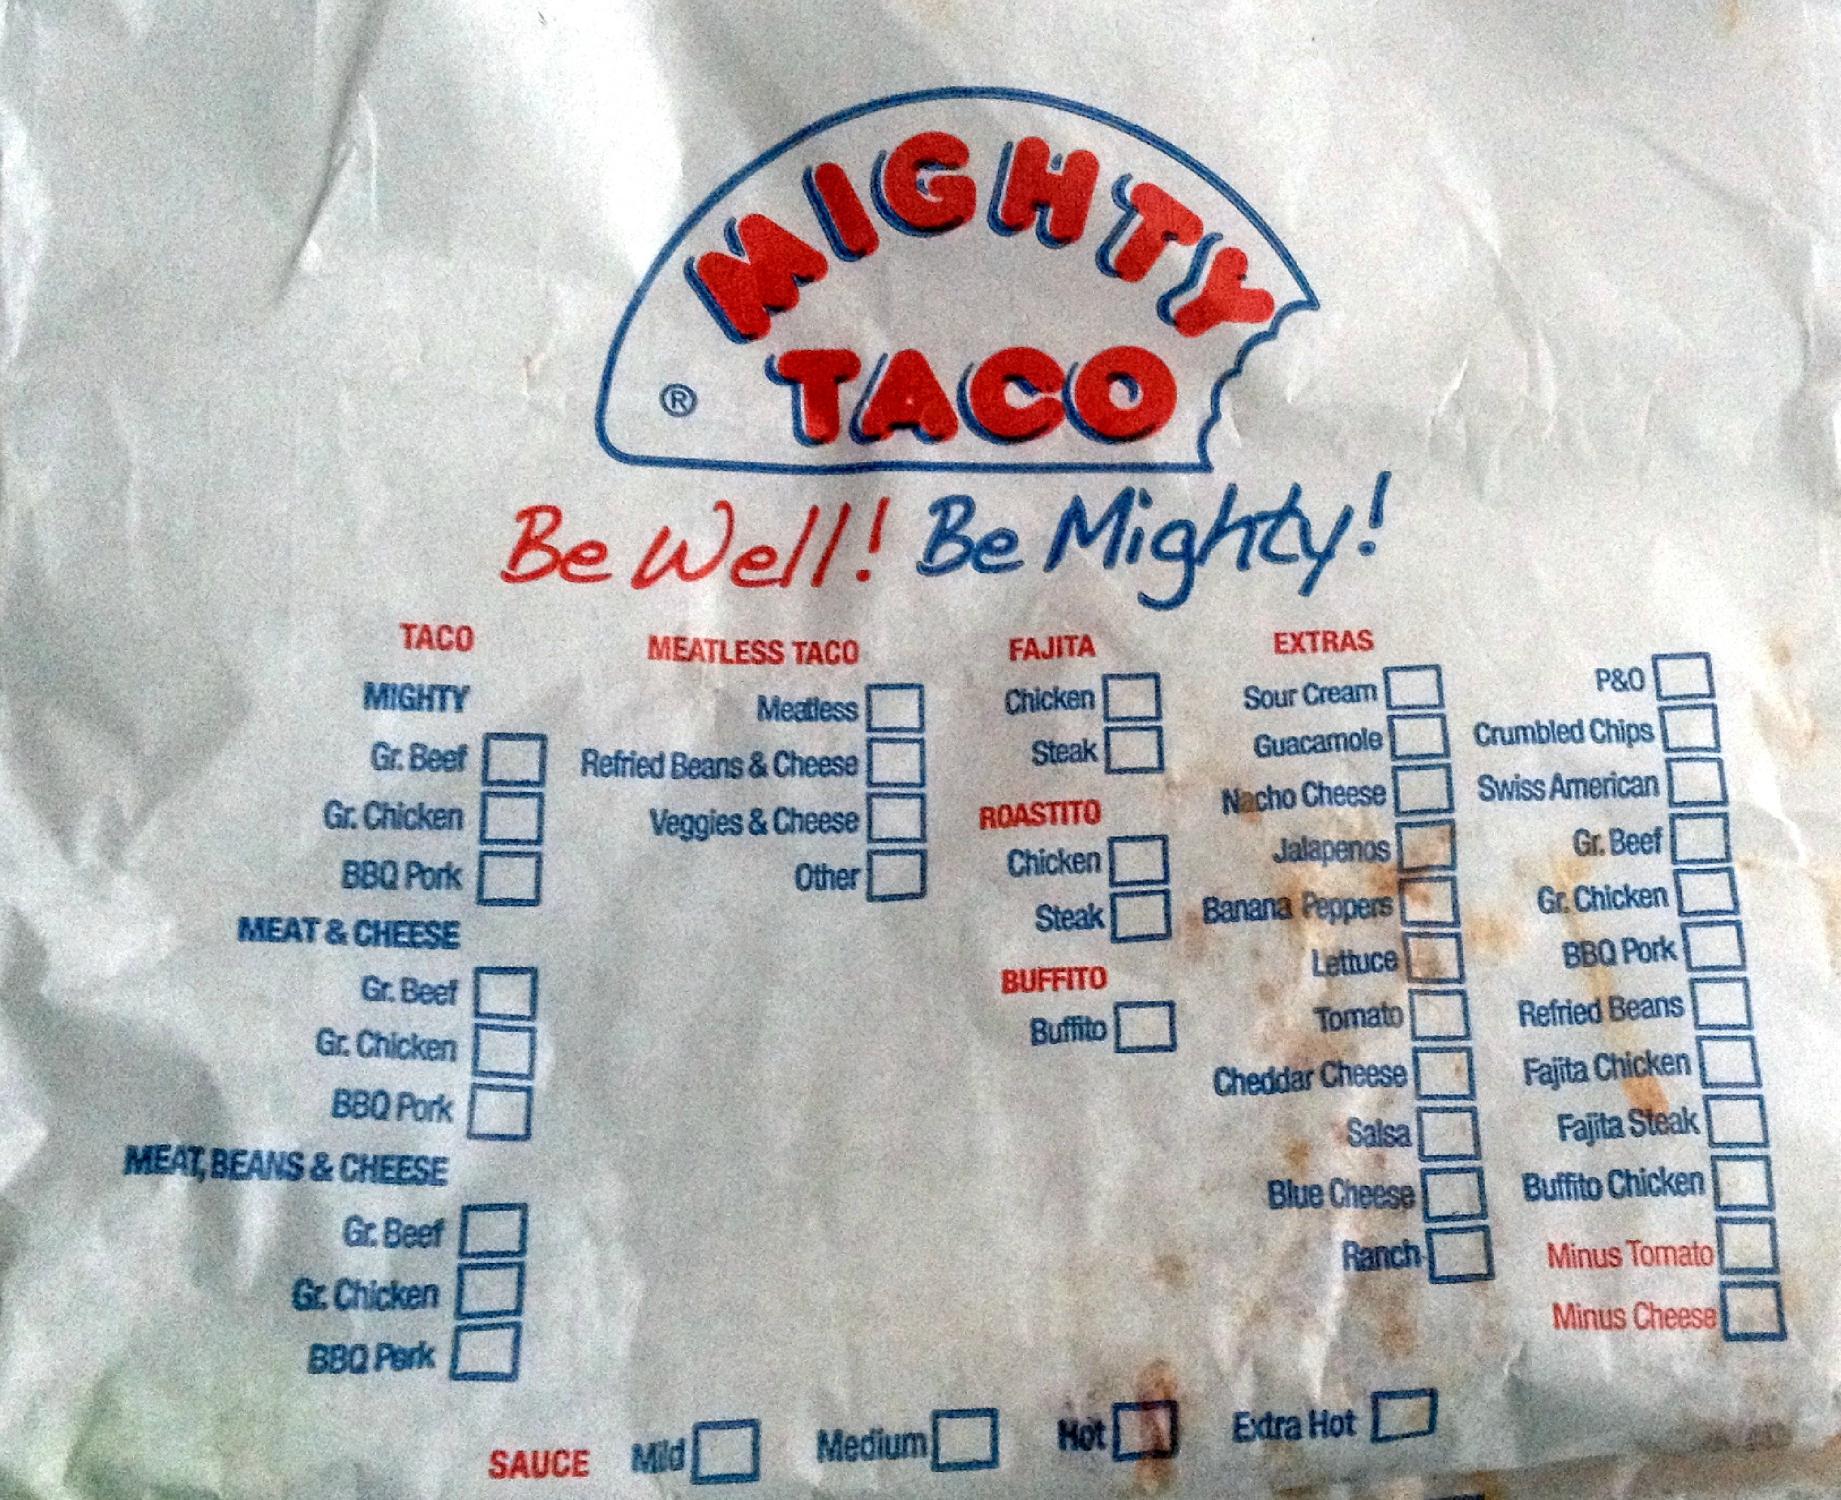 MIGHTY
TACO
®
Be Well! Be Mighty!
TACO
MIGHTY
Gr. Beef
Gr. Chicken
BBQ Pork
MEAT & CHEESE
Gr. Beef
Gr. Chicken
BBQ Pork
MEAT, BEANS & CHEESE
Gr. Beef
Gr. Chicken
BBQ Pork
MEATLESS TACO
Meatless
Refried Beans & Cheese
Veggies & Cheese
Other
FAJITA
Chicken
Steak
ROASTITO
Chicken
Steak
BUFFITO
Buffito
EXTRAS
Sour Cream
Guacamole
Nacho Cheese
Jalapenos
Banana Peppers
Lettuce
Tomato
Cheddar Cheese
Salsa
Blue Cheese
Ranch
P&O
Crumbled Chips
Swiss American
Gr. Beef
Gr. Chicken
BBQ Pork
Refried Beans
Fajita Chicken
Fajita Steak
Buffito Chicken
Minus Tomato
Minus Cheese
SAUCE Mild Medium Hot Extra Hot